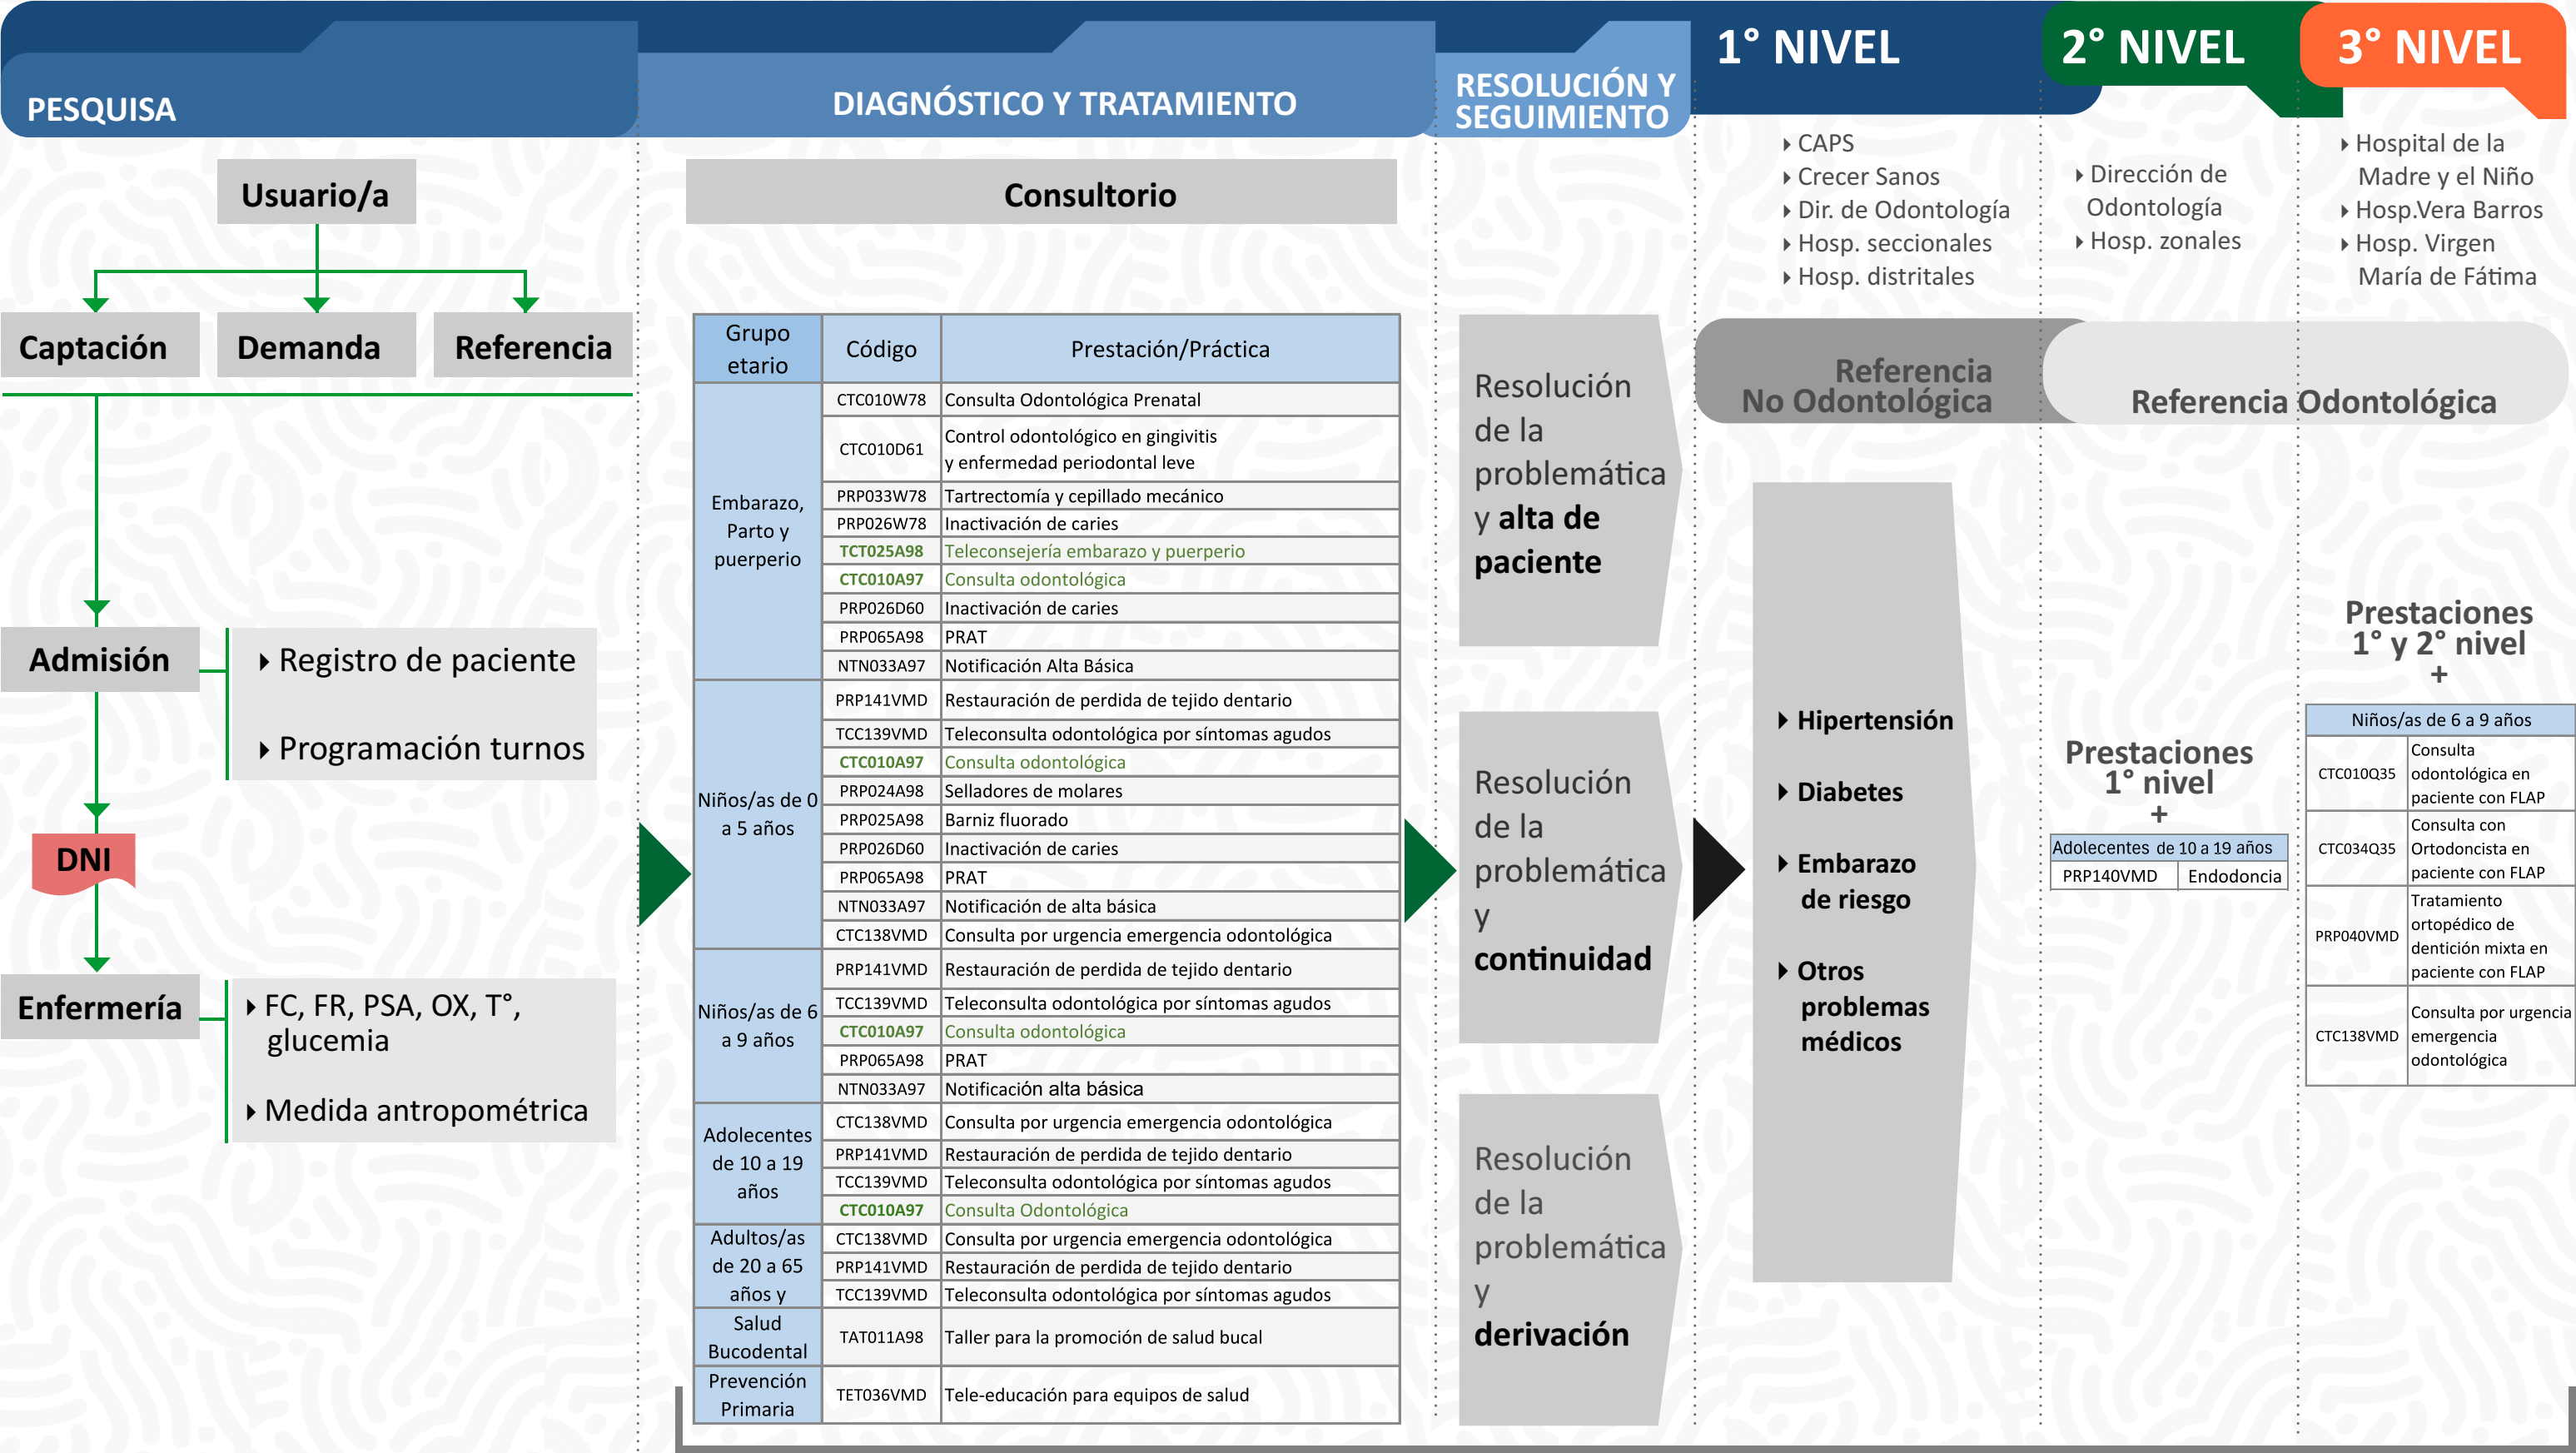 PESQUISA
DIAGNÓSTICO Y TRATAMIENTO
RESOLUCIÓN Y
SEGUIMIENTO
1° NIVEL
2° NIVEL
3° NIVEL
Usuario/a
Captación
Demanda
Referencia
Admisión
Registro de paciente
Programación turnos
DNI
Enfermería
FC, FR, PSA, OX, T°,
glucemia
Medida antropométrica
Consultorio
Grupo
etario
Código
Prestación/Práctica
Embarazo,
Parto y
puerperio
CTC010W78 Consulta Odontológica Prenatal
CTC010D61 Control odontológico en gingivitis
y enfermedad periodontal leve
PRP033W78 Tartrectomía y cepillado mecánico
PRP026W78 Inactivación de caries
TCT025A98 Teleconsejería embarazo y puerperio
CTC010A97 Consulta odontológica
PRP026D60 Inactivación de caries
PRP065A98 PRAT
NTN033A97 Notificación Alta Básica
Niños/as de 0
a 5 años
PRP141VMD Restauración de perdida de tejido dentario
TCC139VMD Teleconsulta odontológica por síntomas agudos
CTC010A97 Consulta odontológica
PRP024A98 Selladores de molares
PRP025A98 Barniz fluorado
PRP026D60 Inactivación de caries
PRP065A98 PRAT
NTN033A97 Notificación de alta básica
CTC138VMD Consulta por urgencia emergencia odontológica
Niños/as de 6
a 9 años
PRP141VMD Restauración de perdida de tejido dentario
TCC139VMD Teleconsulta odontológica por síntomas agudos
CTC010A97 Consulta odontológica
PRP065A98 PRAT
NTN033A97 Notificación alta básica
Adolecentes
de 10 a 19
años
CTC138VMD Consulta por urgencia emergencia odontológica
PRP141VMD Restauración de perdida de tejido dentario
TCC139VMD Teleconsulta odontológica por síntomas agudos
CTC010A97 Consulta Odontológica
Adultos/as
de 20 a 65
años y
CTC138VMD Consulta por urgencia emergencia odontológica
PRP141VMD Restauración de perdida de tejido dentario
TCC139VMD Teleconsulta odontológica por síntomas agudos
Salud
Bucodental
TAT011A98 Taller para la promoción de salud bucal
Prevención
Primaria
TET036VMD Tele-educación para equipos de salud
Resolución
de la
problemática
y alta de
paciente
Resolución
de la
problemática
y
continuidad
Resolución
de la
problemática
y
derivación
CAPS
Crecer Sanos
Dir. de Odontología
Hosp. seccionales
Hosp. distritales
Dirección de
Odontología
Hosp. zonales
Hospital de la
Madre y el Niño
Hosp.Vera Barros
Hosp. Virgen
María de Fátima
Referencia
No Odontológica
Referencia Odontológica
Hipertensión
Diabetes
Embarazo
de riesgo
Otros
problemas
médicos
Prestaciones
1° nivel
+
Adolecentes de 10 a 19 años
PRP140VMD Endodoncia
Prestaciones
1° y 2° nivel
+
Niños/as de 6 a 9 años
CTC010Q35 Consulta
odontológica en
paciente con FLAP
CTC034Q35 Consulta con
Ortodoncista en
paciente con FLAP
PRP040VMD Tratamiento
ortopédico de
dentición mixta en
paciente con FLAP
CTC138VMD Consulta por urgencia
emergencia
odontológica